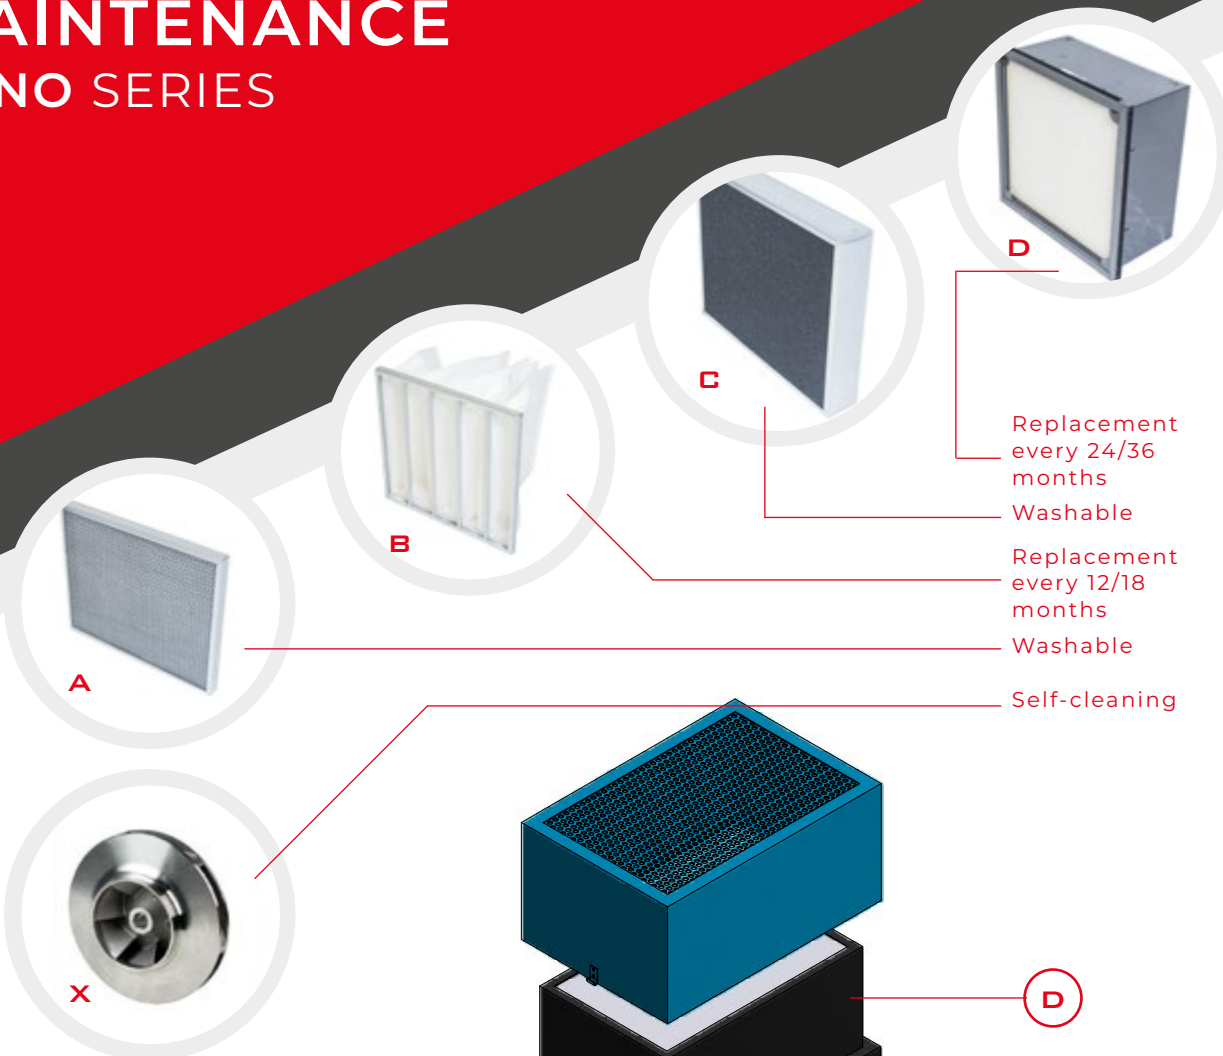 AINTENANCE
NO SERIES
D
C
Replacement
every 24/36
months
Washable
B
Replacement
every 12/18
months
Washable
A
Self-cleaning
X
D